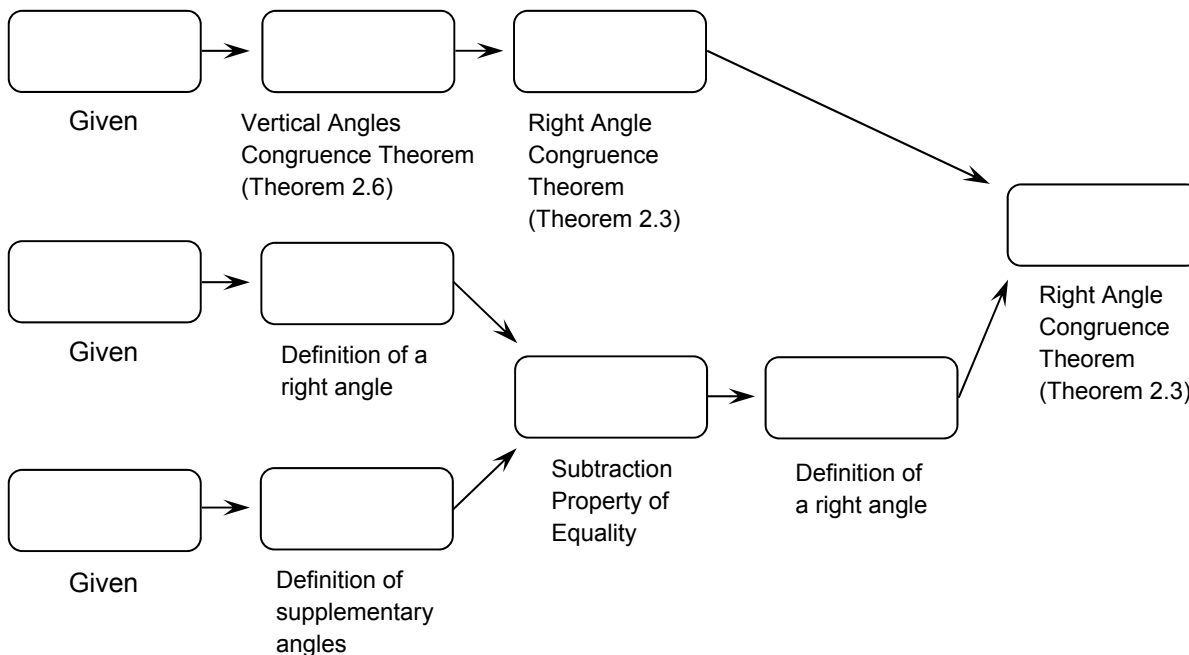 Given
Vertical Angles
Congruence Theorem
(Theorem 2.6)
Right Angle
Congruence
Theorem
(Theorem 2.3)
Given
Definition of a
right angle
Right Angle
Congruence
Theorem
(Theorem 2.3)
Subtraction
Property of
Equality
Definition of
a right angle
Given
Definition of
supplementary
angles